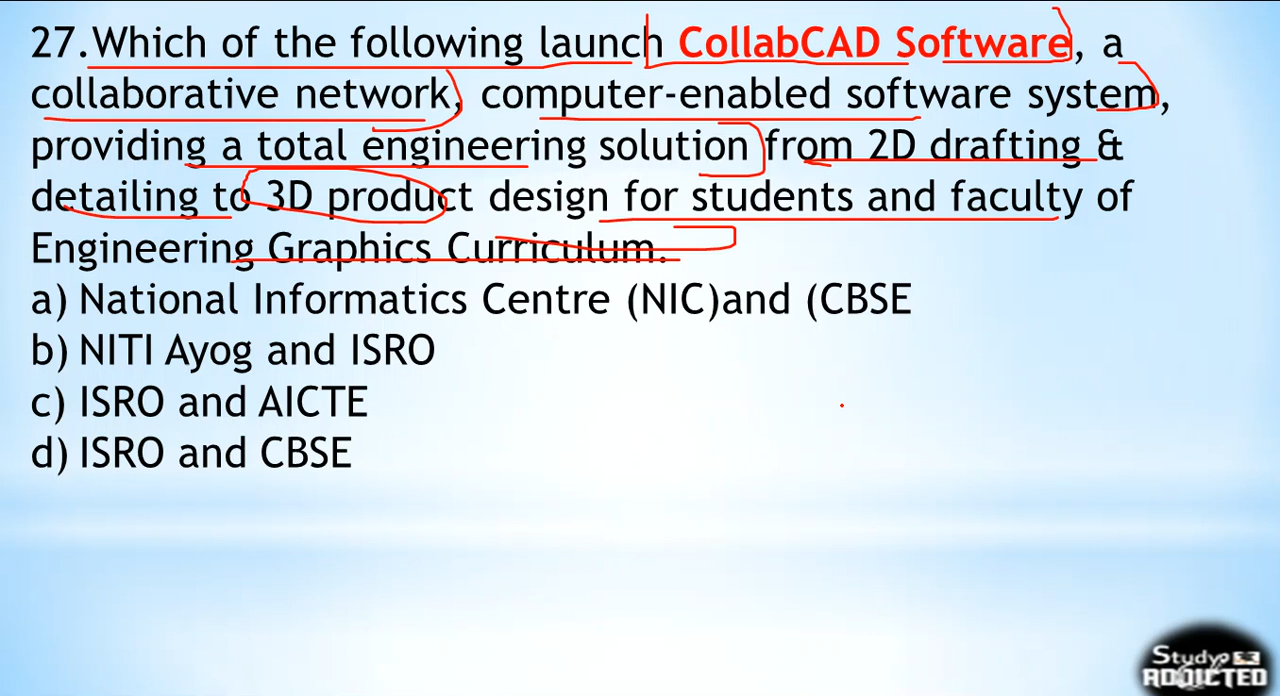 27.Which of the following launch CollabCAD Software, a
collaborative network, computer-enabled software system,
providing a total engineering solution from 2D drafting &
detailing to 3D product design for students and faculty of
Engineering Graphics Curriculum.
a) National Informatics Centre (NIC)and (CBSE
b) NITI Ayog and ISRO
c) ISRO and AICTE
d) ISRO and CBSE
Study
ADDICTED